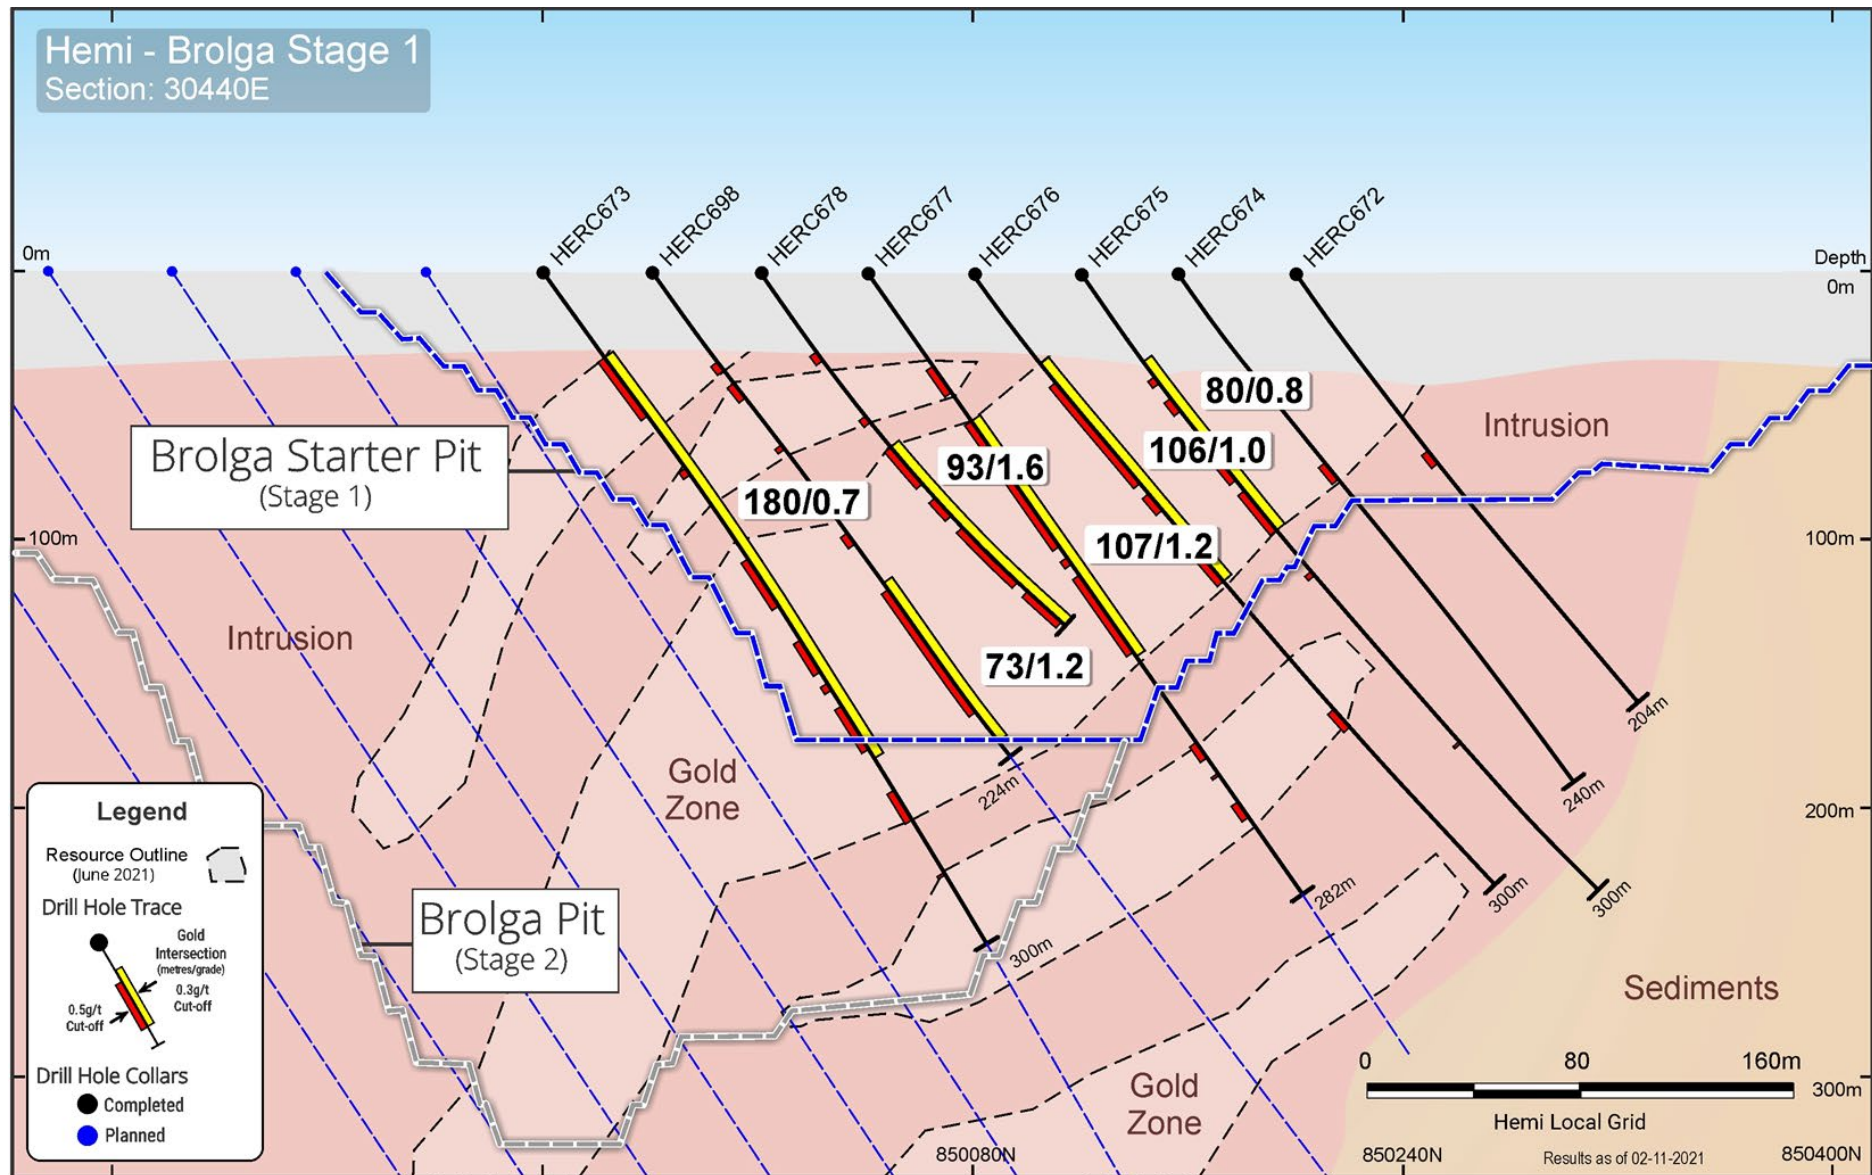 Hemi - Brolga Stage 1
Section: 30440E
HERC673
HERC698
HERC678
HERC677
HERC676
HERC675
HERC674
HERC672
0m
Depth
0m
80/0.8
Intrusion
106/1.0
93/1.6
Brolga Starter Pit
(Stage 1)
180/0.7
100m
107/1.2
100m
Intrusion
73/1.2
204m
Gold
Zone
224m
240m
200m
Legend
Resource Outline
(June 2021)
Drill Hole Trace
Gold
Intersection
(metres/grade)
0.3g/t
Cut-off
0.5g/t
Cut-off
Drill Hole Collars
Completed
Planned
Brolga Pit
(Stage 2)
282m
300m
300m
300m
Sediments
0 80 160m
300m
Hemi Local Grid
Gold
Zone
850080N
850240N
Results as of 02-11-2021
850400N